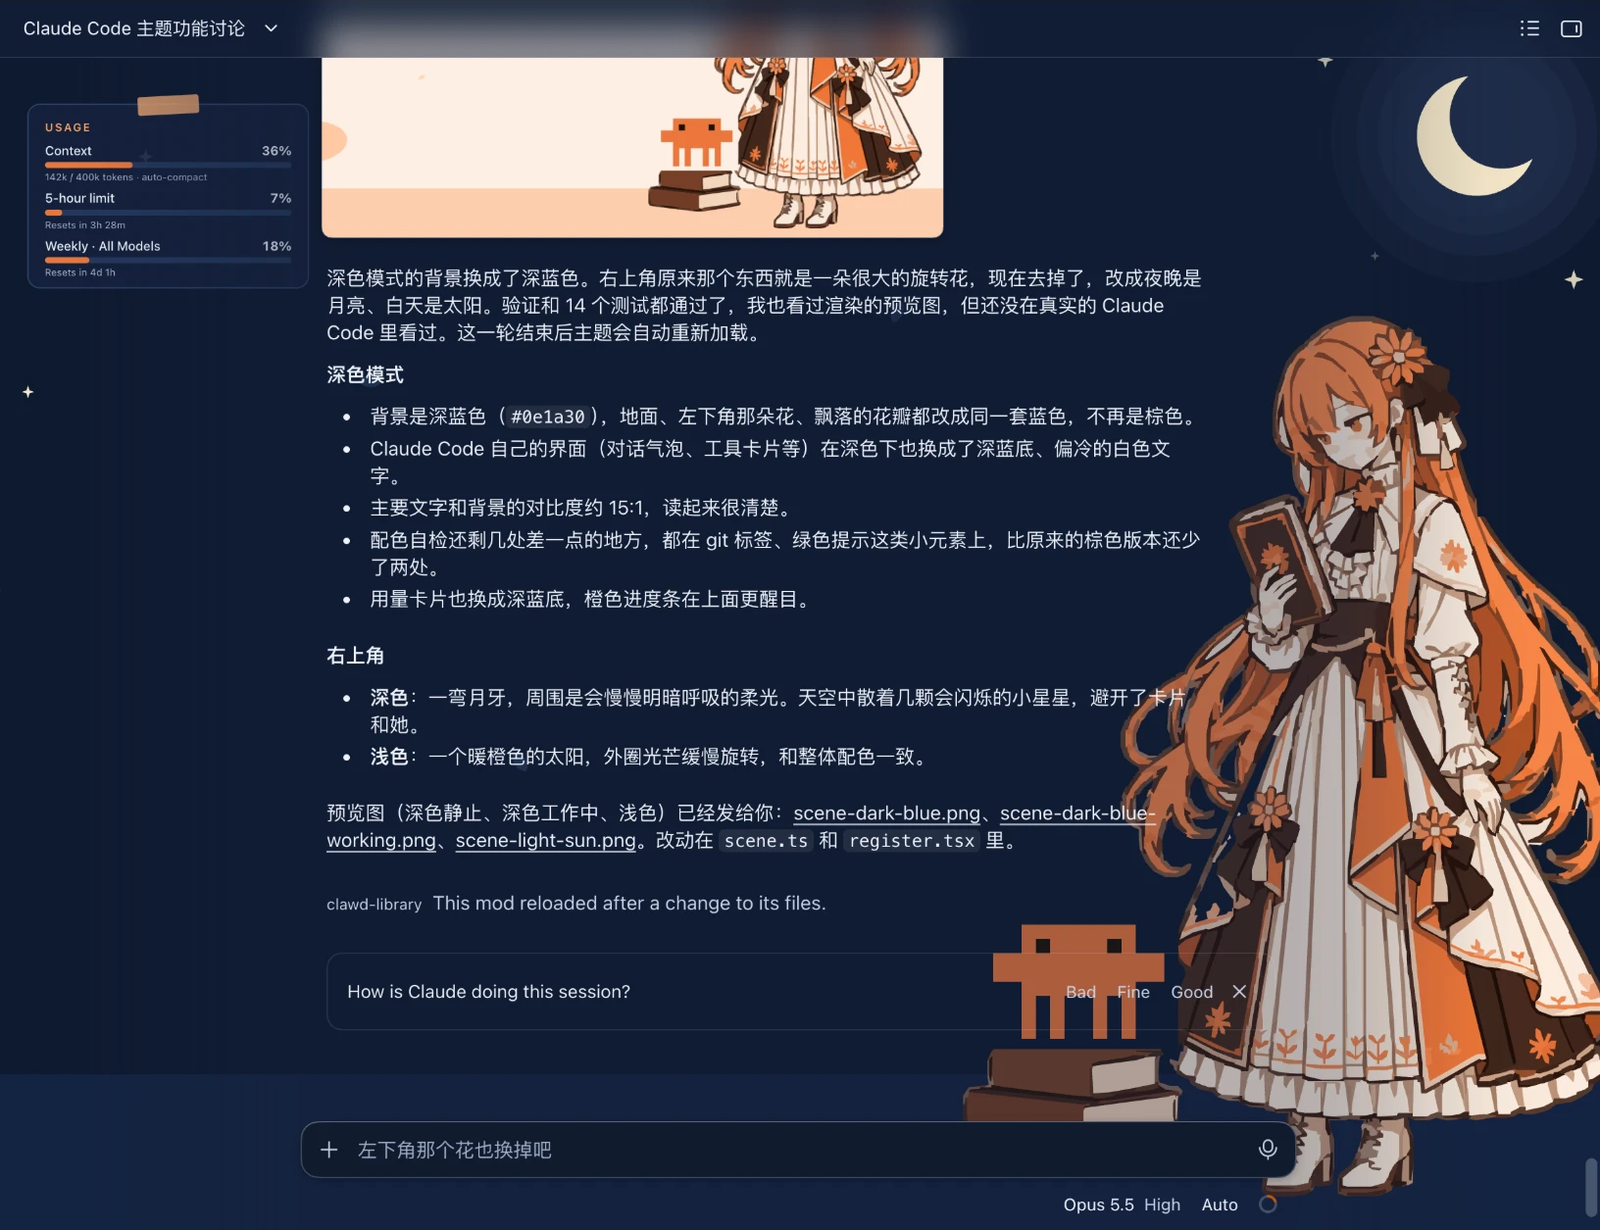 Claude Code 主题功能讨论
USAGE
Context 36%
142k / 400k tokens · auto-compact
5-hour limit 7%
Resets in 3h 28m
Weekly · All Models 18%
Resets in 4d 1h
深色模式的背景换成了深蓝色。右上角原来那个东西就是一朵很大的旋转花，现在去掉了，改成夜晚是
月亮、白天是太阳。验证和 14 个测试都通过了，我也看过渲染的预览图，但还没在真实的 Claude
Code 里看过。这一轮结束后主题会自动重新加载。
深色模式
• 背景是深蓝色（#0e1a30），地面、左下角那朵花、飘落的花瓣都改成同一套蓝色，不再是棕色。
• Claude Code 自己的界面（对话气泡、工具卡片等）在深色下也换成了深蓝底、偏冷的白色文
字。
• 主要文字和背景的对比度约 15:1，读起来很清楚。
• 配色自检还剩几处差一点的地方，都在 git 标签、绿色提示这类小元素上，比原来的棕色版本还少
了两处。
• 用量卡片也换成深蓝底，橙色进度条在上面更醒目。
右上角
• 深色：一弯月牙，周围是会慢慢明暗呼吸的柔光。天空中散着几颗会闪烁的小星星，避开了卡片
和她。
• 浅色：一个暖橙色的太阳，外圈光芒缓慢旋转，和整体配色一致。
预览图（深色静止、深色工作中、浅色）已经发给你：scene-dark-blue.png、scene-dark-blue-
working.png、scene-light-sun.png。改动在 scene.ts 和 register.tsx 里。
clawd-library This mod reloaded after a change to its files.
How is Claude doing this session? Bad Fine Good
左下角那个花也换掉吧
Opus 5.5 High Auto